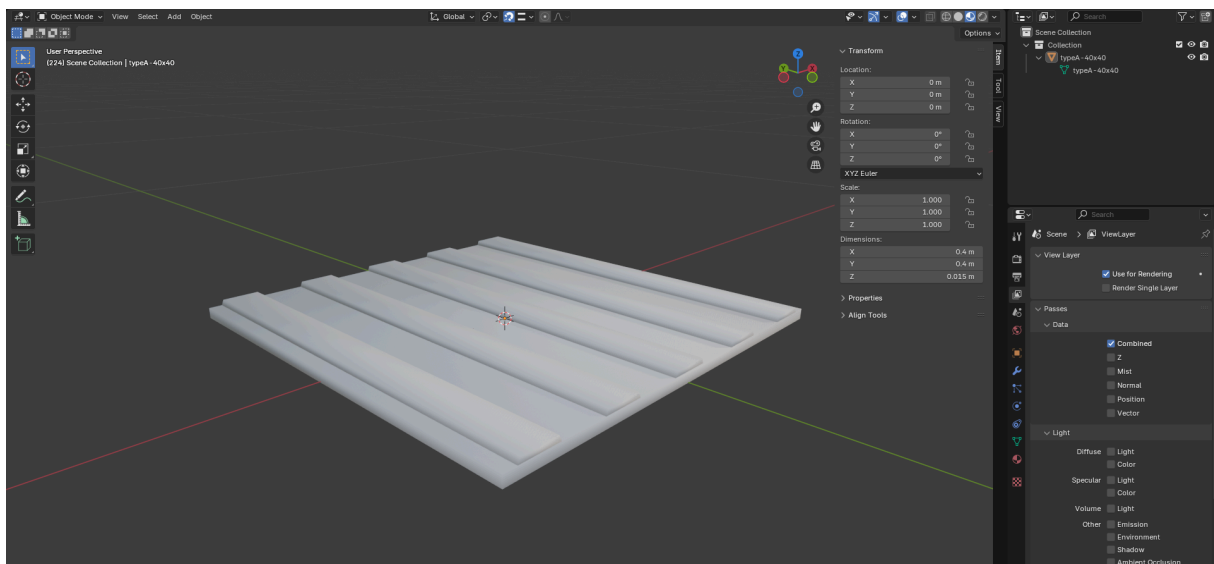 Object Mode View Select Add Object Global Search
Options
User Perspective
(224) Scene Collection | typeA-40x40
Z
Y
X
Transform
Location:
X 0 m
Y 0 m
Z 0 m
Rotation:
X 0°
Y 0°
Z 0°
XYZ Euler
Scale:
X 1.000
Y 1.000
Z 1.000
Dimensions:
X 0.4 m
Y 0.4 m
Z 0.015 m
Properties
Align Tools
Item
Tool
View
Scene Collection
Collection
typeA-40x40
typeA-40x40
Search
Scene > ViewLayer
View Layer
Use for Rendering
Render Single Layer
Passes
Data
Combined
Z
Mist
Normal
Position
Vector
Light
Diffuse Light
Color
Specular Light
Color
Volume Light
Other Emission
Environment
Shadow
Ambient Occlusion